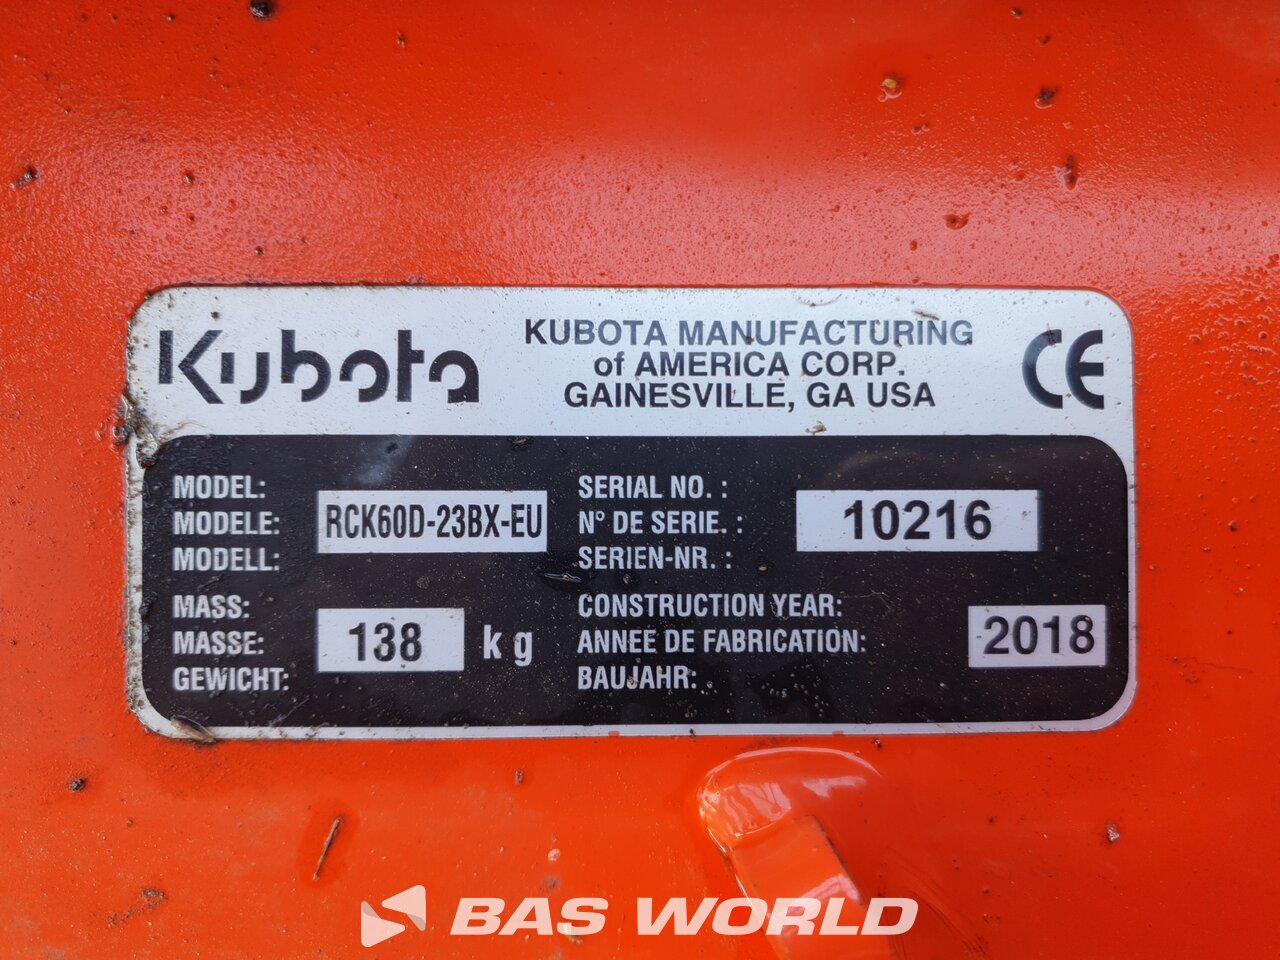 Kubota
KUBOTA MANUFACTURING
of AMERICA CORP.
GAINESVILLE, GA USA
CE
MODEL:
MODELE:
MODELL:
RCK60D-23BX-EU
SERIAL NO. :
N° DE SERIE. :
SERIEN-NR. :
10216
MASS:
MASSE:
GEWICHT:
138 kg
CONSTRUCTION YEAR:
ANNEE DE FABRICATION:
BAUJAHR:
2018
BAS WORLD